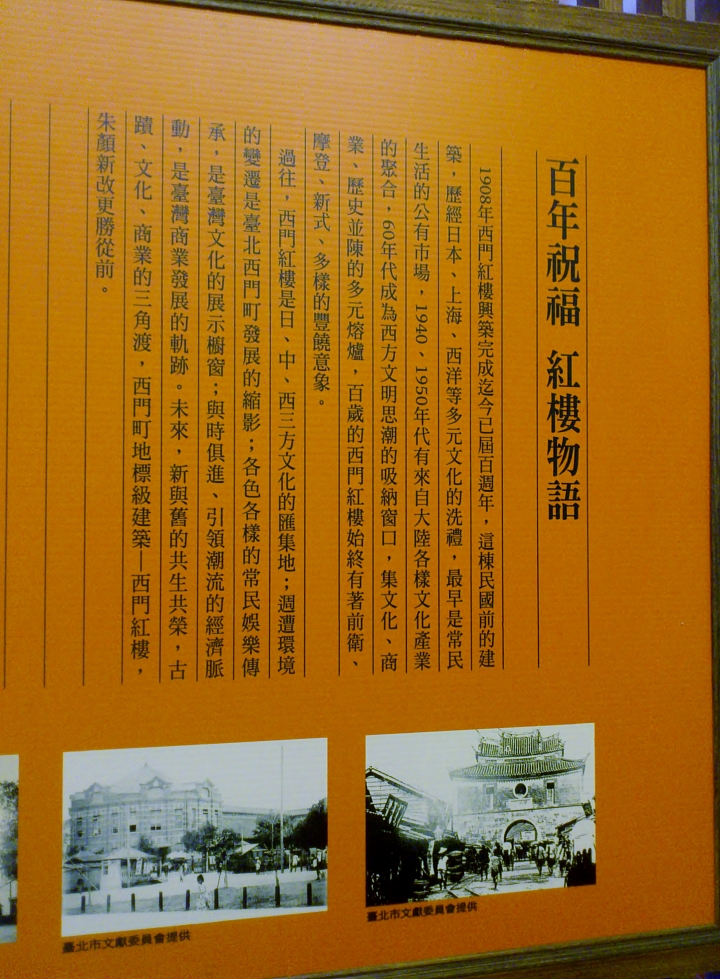 百年祝福 紅樓物語
1908年西門紅樓興築完成迄今已屆百週年，這棟民國前的建
築，歷經日本、上海、西洋等多元文化的洗禮，最早是常民
生活的公有市場，1940、1950年代有來自大陸各樣文化產業
的聚合，60年代成為西方文明思潮的吸納窗口，集文化、商
業、歷史並陳的多元熔爐，百歲的西門紅樓始終有著前衛、
摩登、新式、多樣的豐饒意象。
過往，西門紅樓是日、中、西三方文化的匯集地；週遭環境
的變遷是臺北西門町發展的縮影；各色各樣的常民娛樂傳
承，是臺灣文化的展示櫥窗；與時俱進、引領潮流的經濟脈
動，是臺灣商業發展的軌跡。未來，新與舊的共生共榮，古
蹟、文化、商業的三角渡，西門町地標級建築—西門紅樓，
朱顏新改更勝從前。
臺北市文獻委員會提供
臺北市文獻委員會提供